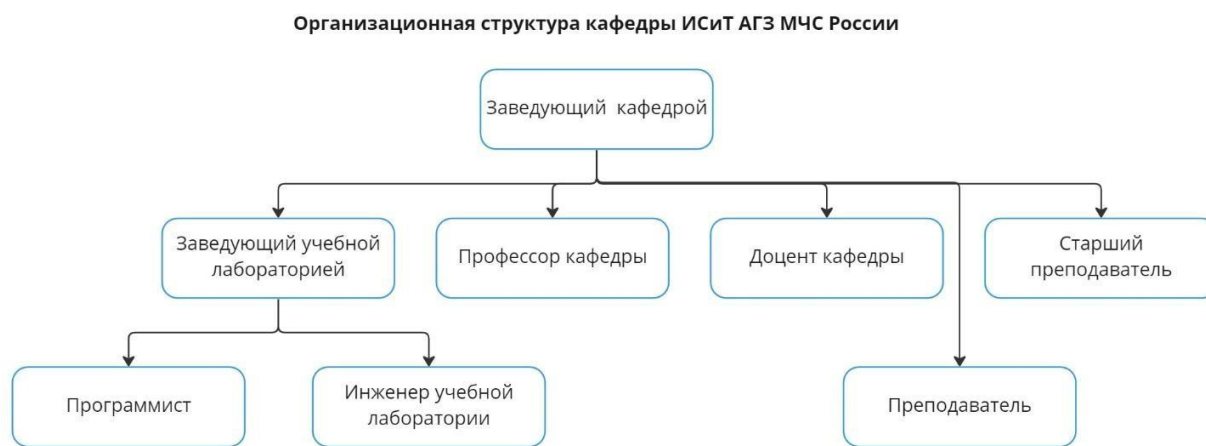 Организационная структура кафедры ИСиТ АГЗ МЧС России
Заведующий кафедрой
Заведующий учебной
лабораторией
Профессор кафедры
Доцент кафедры
Старший
преподаватель
Программист
Инженер учебной
лаборатории
Преподаватель